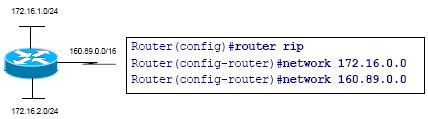 172.16.1.0/24
160.89.0.0/16
172.16.2.0/24
Router(config)#router rip
Router(config-router)#network 172.16.0.0
Router(config-router)#network 160.89.0.0